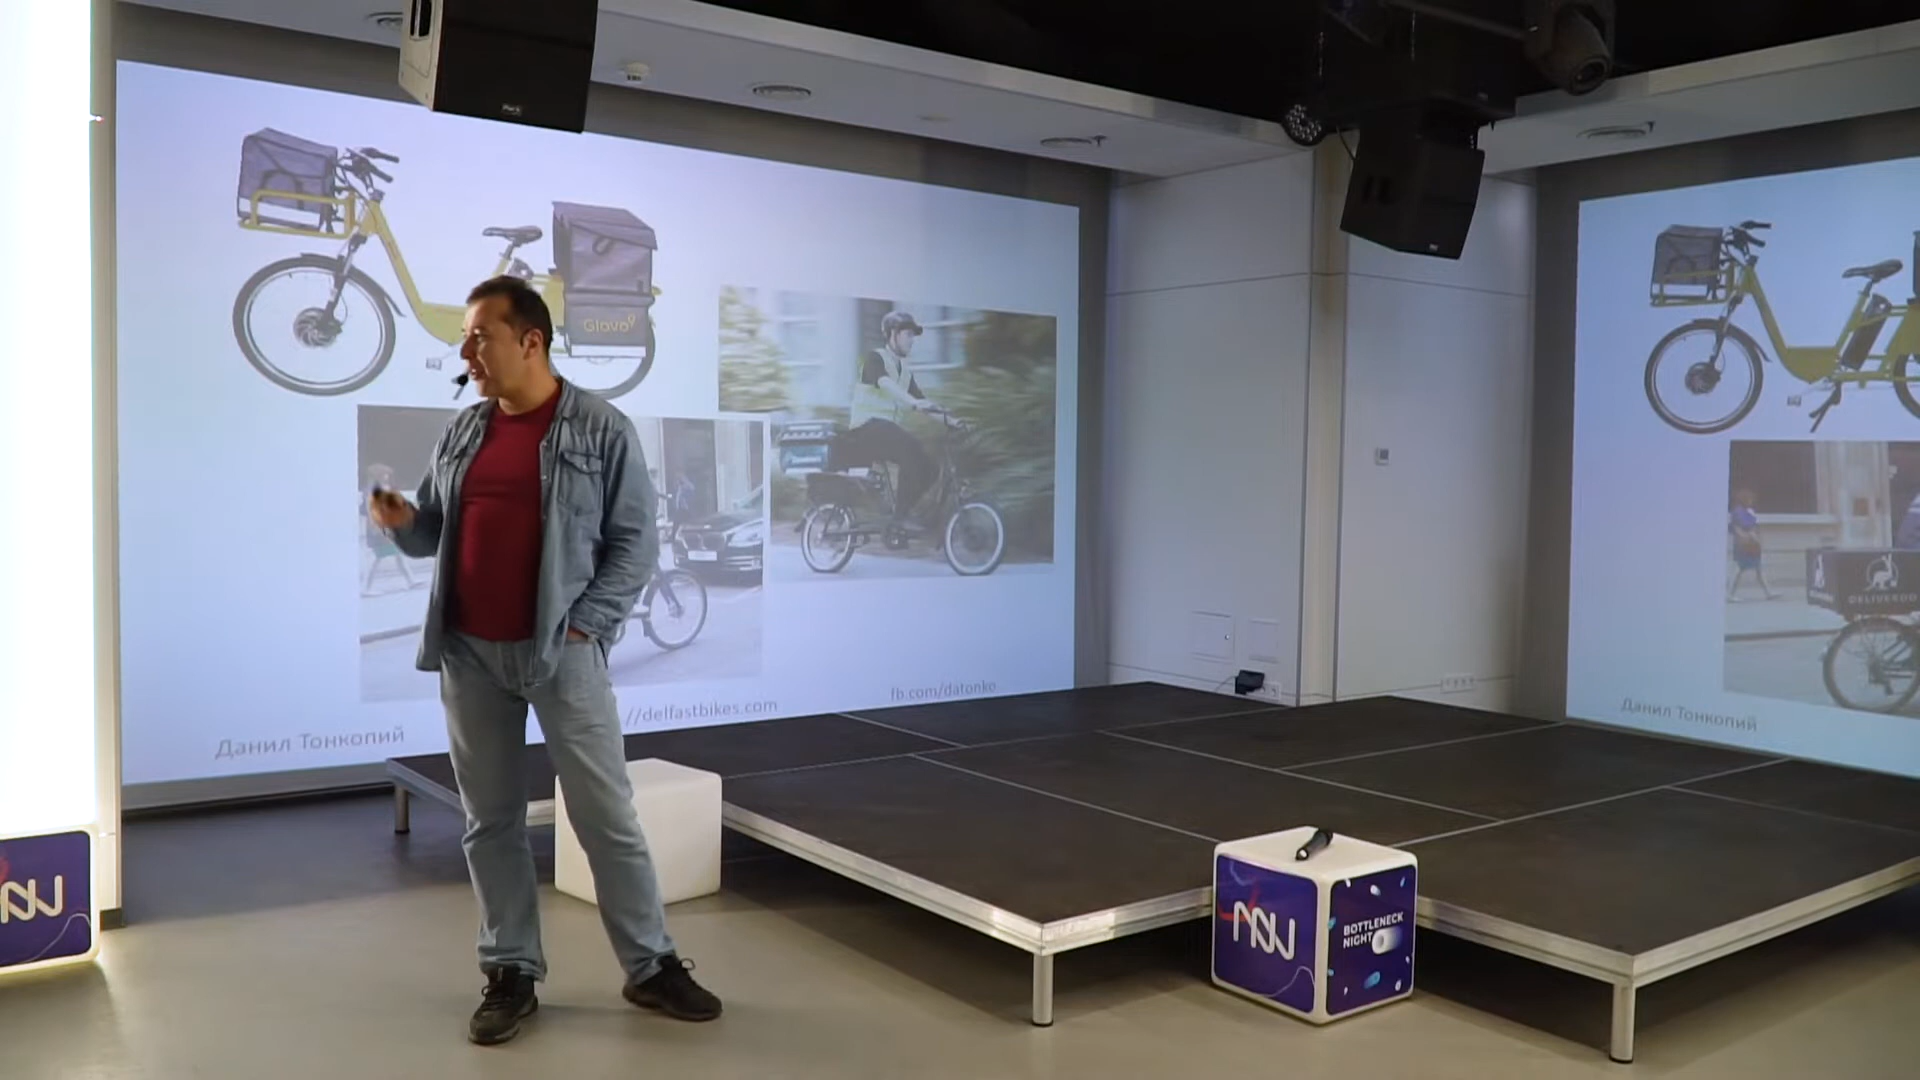 Glovo
//delfastbikes.com
fb.com/datonko
Данил Тонкопий
DELIVEROO
Данил Тонкопий
BOTTLENECK
NIGHT